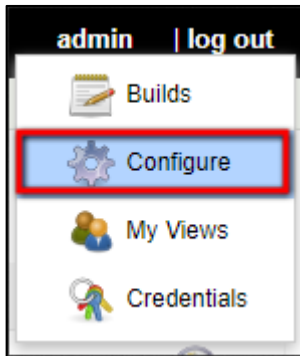 admin | log out
Builds
Configure
My Views
Credentials